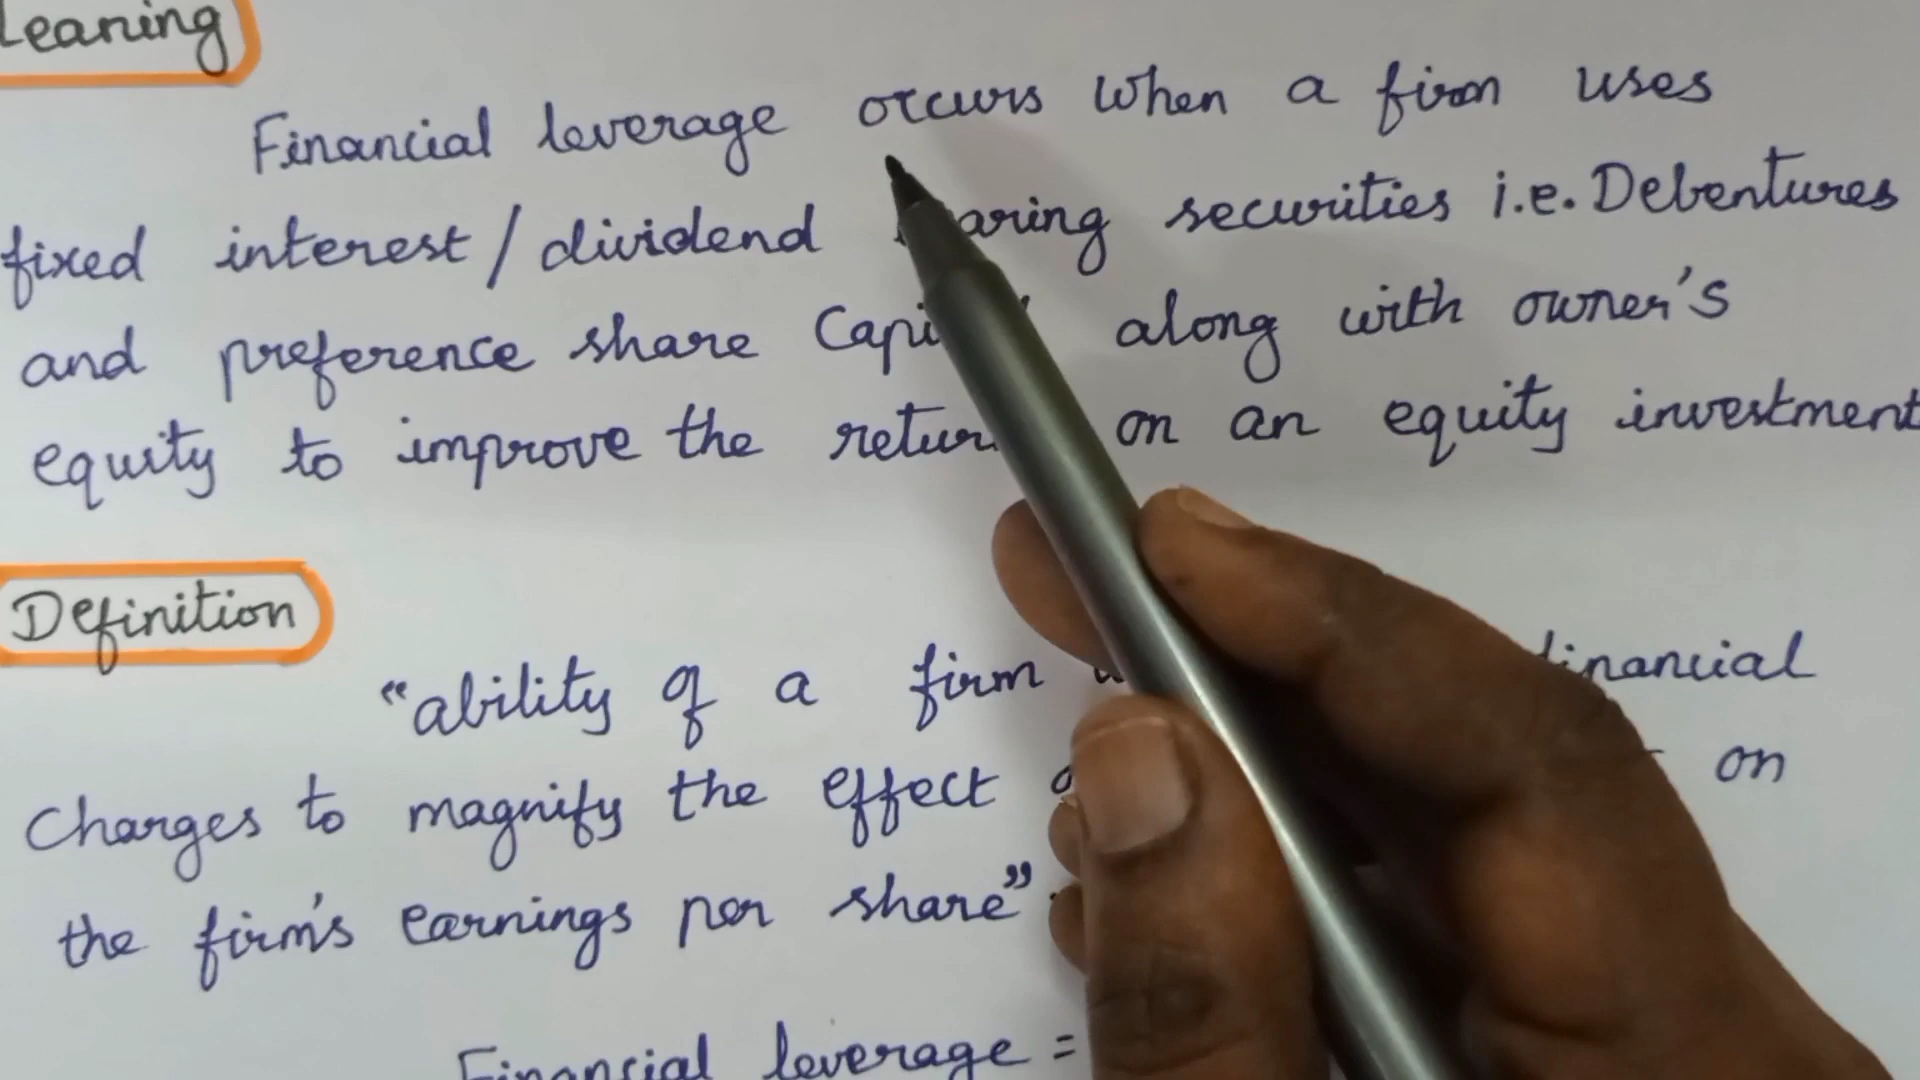 Meaning
Financial leverage occurs when a firm uses
fixed interest / dividend bearing securities i.e. Debentures
and preference share Capital along with owner's
equity to improve the return on an equity investment
Definition
"ability of a firm financial
Charges to magnify the effect on
the firm's earnings per share"
Financial leverage =